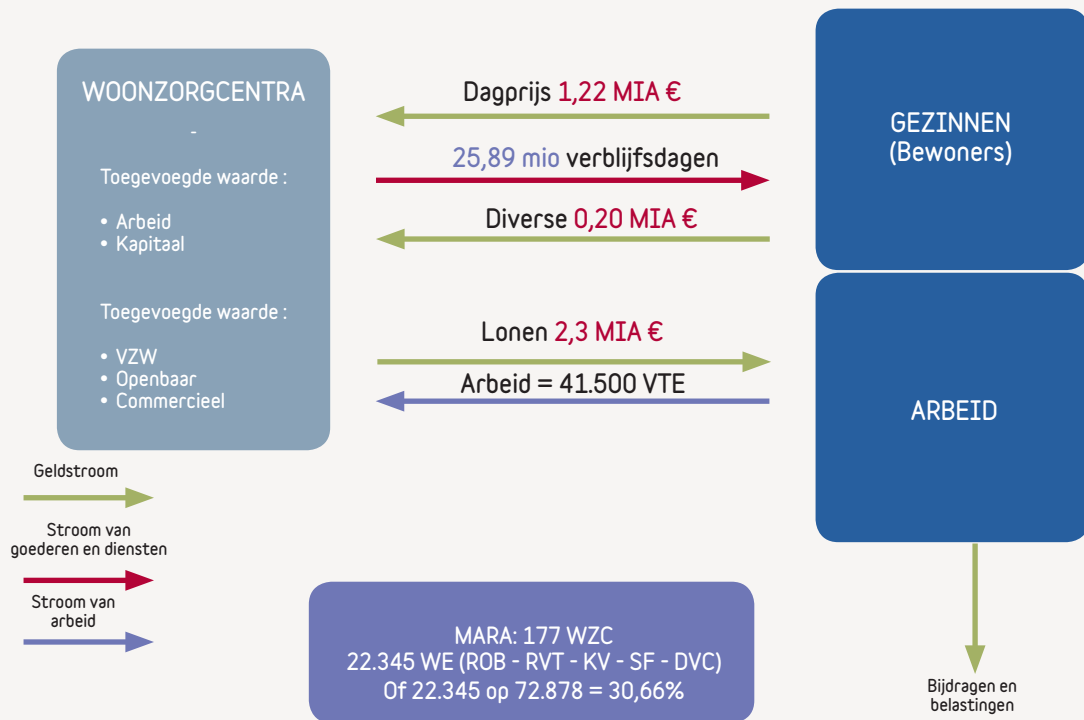 WOONZORGCENTRA
-
Toegevoegde waarde :
• Arbeid
• Kapitaal
Toegevoegde waarde :
• VZW
• Openbaar
• Commercieel
Dagprijs 1,22 MIA €
25,89 mio verblijfsdagen
Diverse 0,20 MIA €
Lonen 2,3 MIA €
Arbeid = 41.500 VTE
GEZINNEN
(Bewoners)
ARBEID
Geldstroom
Stroom van
goederen en diensten
Stroom van
arbeid
MARA: 177 WZC
22.345 WE (ROB - RVT - KV - SF - DVC)
Of 22.345 op 72.878 = 30,66%
Bijdragen en
belastingen